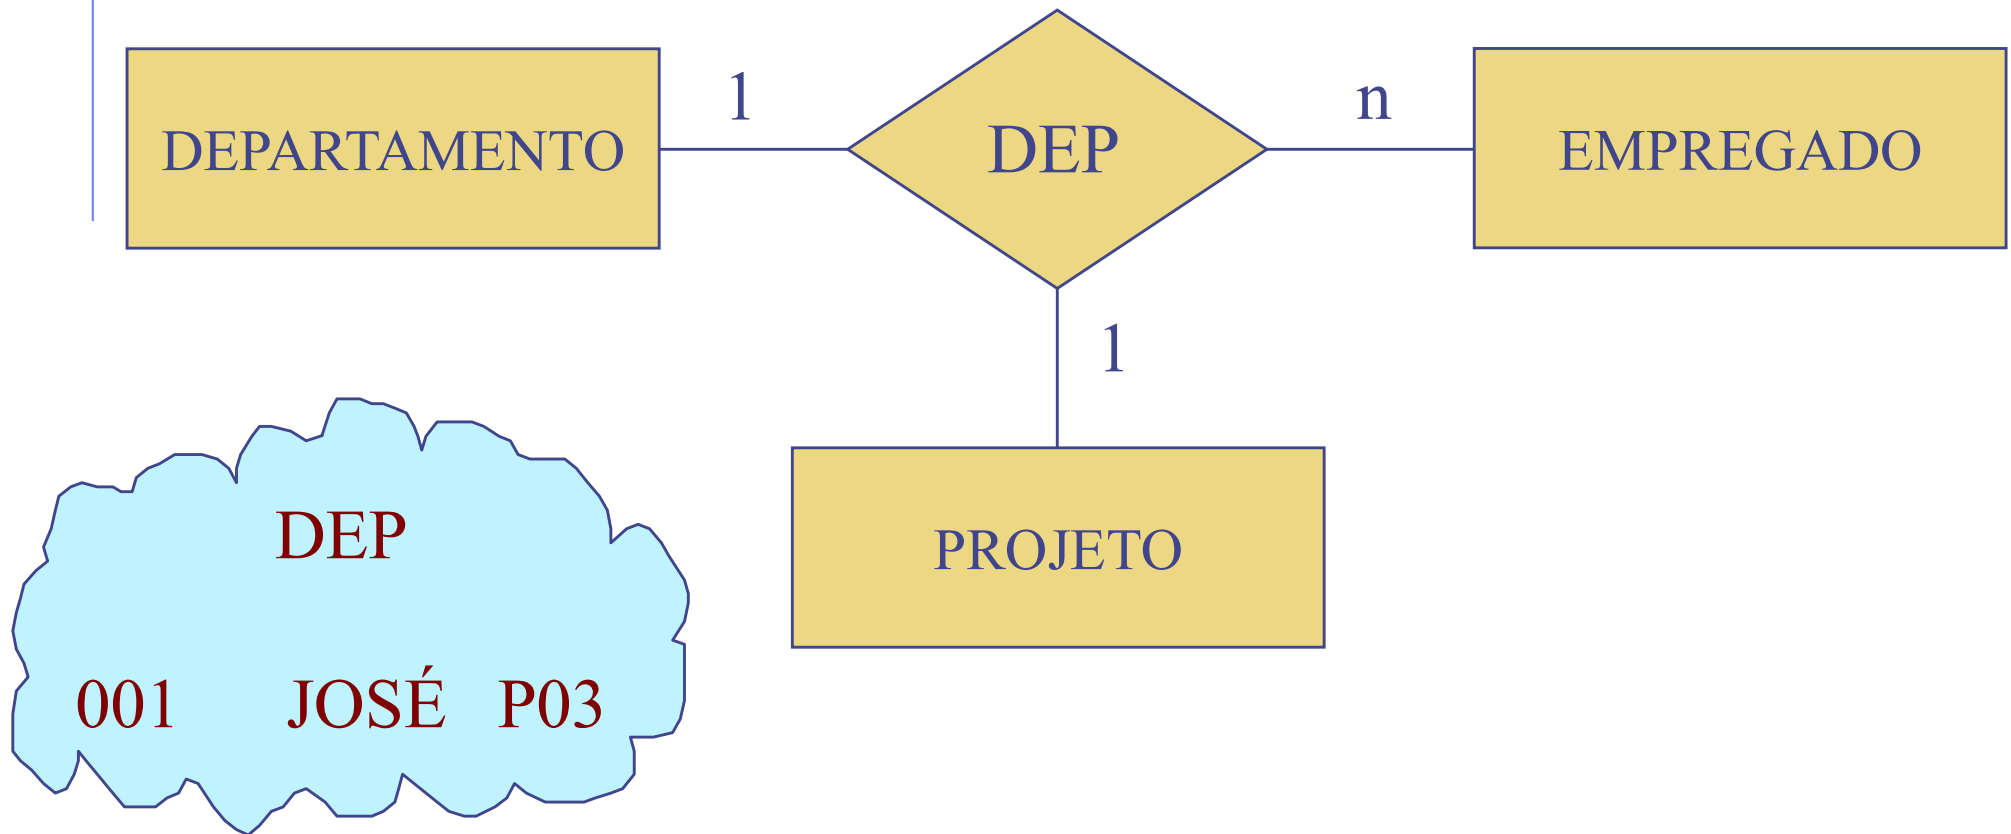 DEPARTAMENTO
1
DEP
n
EMPREGADO
1
PROJETO
DEP
001 JOSÉ P03